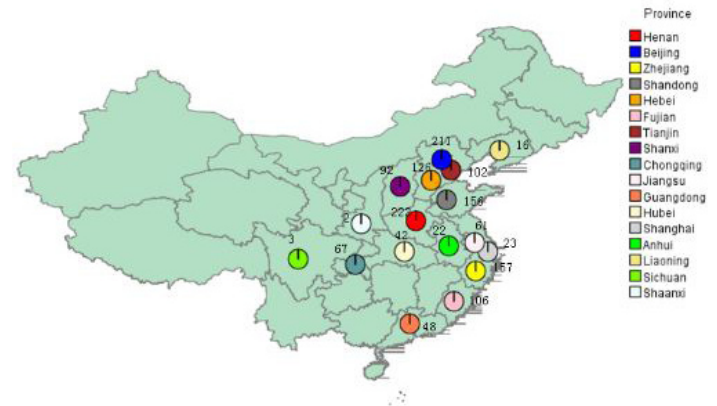 Province
Henan
Beijing
Zhejiang
Shandong
Hebei
Fujian
Tianjin
Shanxi
Chongqing
Jiangsu
Guangdong
Hubei
Shanghai
Anhui
Liaoning
Sichuan
Shaanxi
211
16
92
126
102
156
2
223
3
67
42
22
61
23
157
106
48